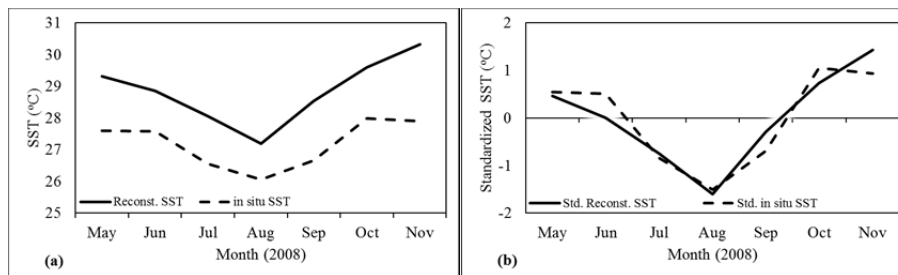 31
30
29
28
27
26
25
SST (°C)
Reconst. SST
in situ SST
May Jun Jul Aug Sep Oct Nov
(a)
Month (2008)
2
1
0
-1
-2
Standardized SST (°C)
Std. Reconst. SST
Std. in situ SST
May Jun Jul Aug Sep Oct Nov
(b)
Month (2008)